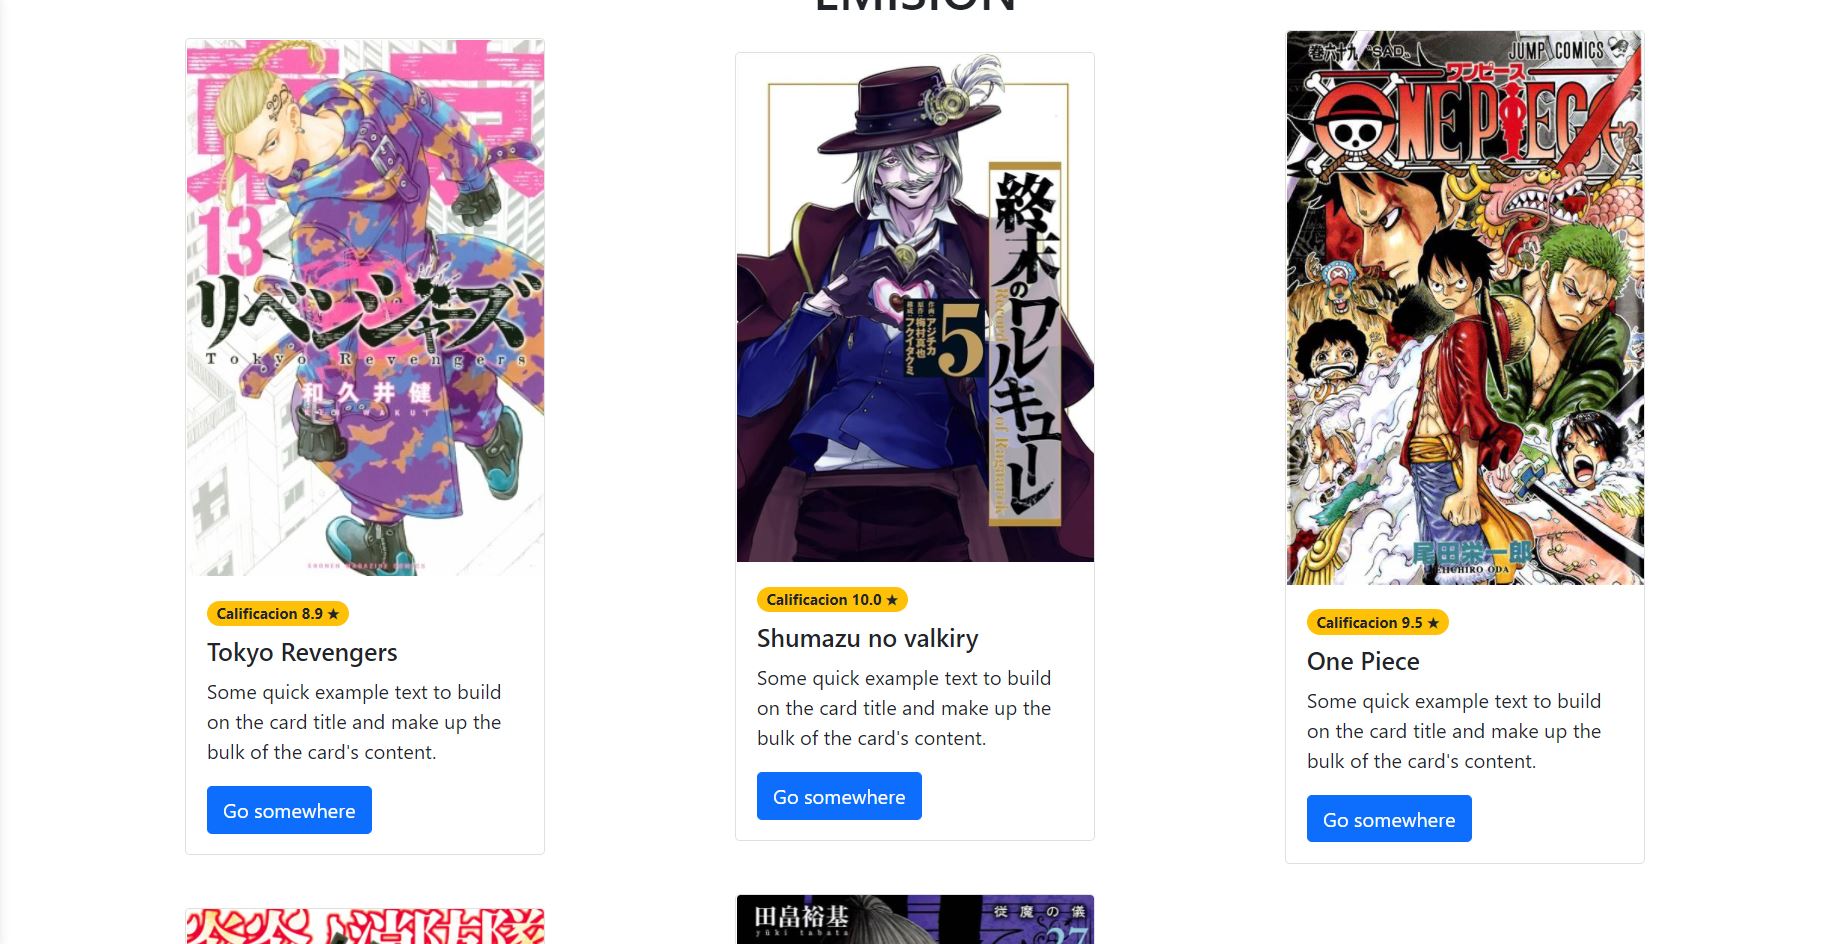 EMISION
東京
13
リベンジャーズ
Tokyo Revengers
和久井健
KEN WAKUI
SHONEN MAGAZINE COMICS
Calificacion 8.9 ★
Tokyo Revengers
Some quick example text to build
on the card title and make up the
bulk of the card's content.
Go somewhere
終末のワルキューレ
Record of Ragnarok
5
作画:アジチカ
原作:梅村真也
構成:フクイタクミ
Calificacion 10.0 ★
Shumazu no valkiry
Some quick example text to build
on the card title and make up the
bulk of the card's content.
Go somewhere
巻六十九 "SAD"
JUMP COMICS
ワンピース
ONE PIECE
尾田栄一郎
EIICHIRO ODA
Calificacion 9.5 ★
One Piece
Some quick example text to build
on the card title and make up the
bulk of the card's content.
Go somewhere
田畠裕基
yūki tabata
従魔の儀
27